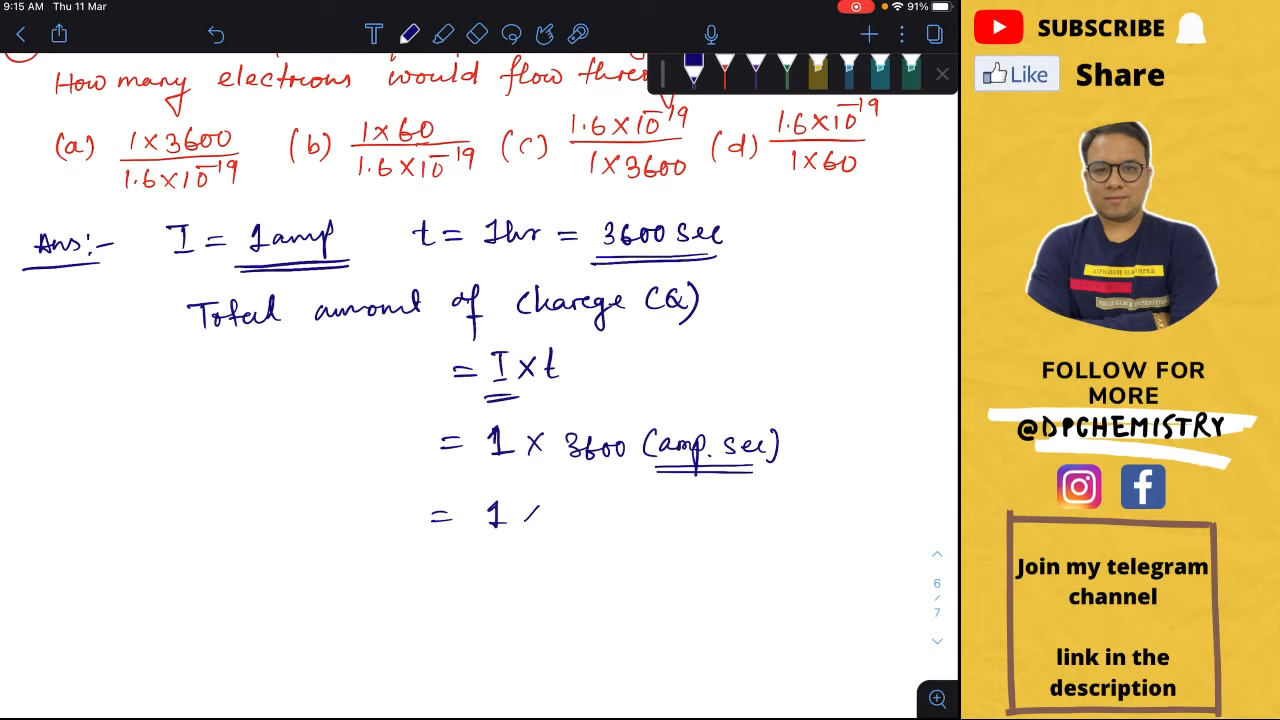 9:15 AM Thu 11 Mar 91%
How many electrons would flow thro
(a) 1×3600 / 1.6×10⁻¹⁹ (b) 1×60 / 1.6×10⁻¹⁹ (c) 1.6×10⁻¹⁹ / 1×3600 (d) 1.6×10⁻¹⁹ / 1×60
Ans:- I = 1 amp t = 1hr = 3600 sec
Total amount of charge (Q)
= I × t
= 1 × 3600 (amp. sec)
= 1
6
/
7
SUBSCRIBE
Like Share
FOLLOW FOR
MORE
@DPCHEMISTRY
Join my telegram
channel
link in the
description